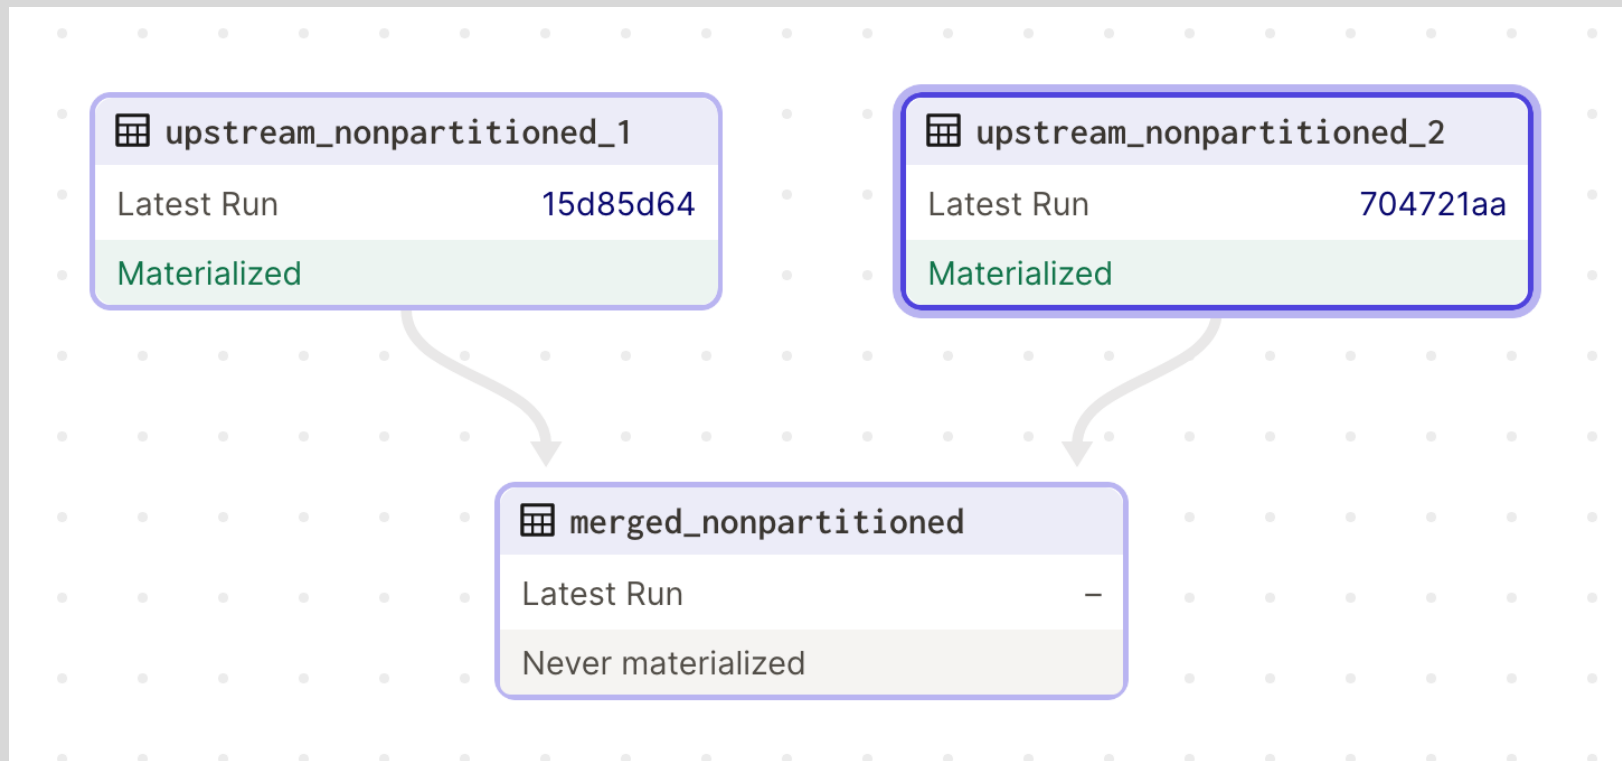 upstream_nonpartitioned_1
Latest Run 15d85d64
Materialized
upstream_nonpartitioned_2
Latest Run 704721aa
Materialized
merged_nonpartitioned
Latest Run –
Never materialized